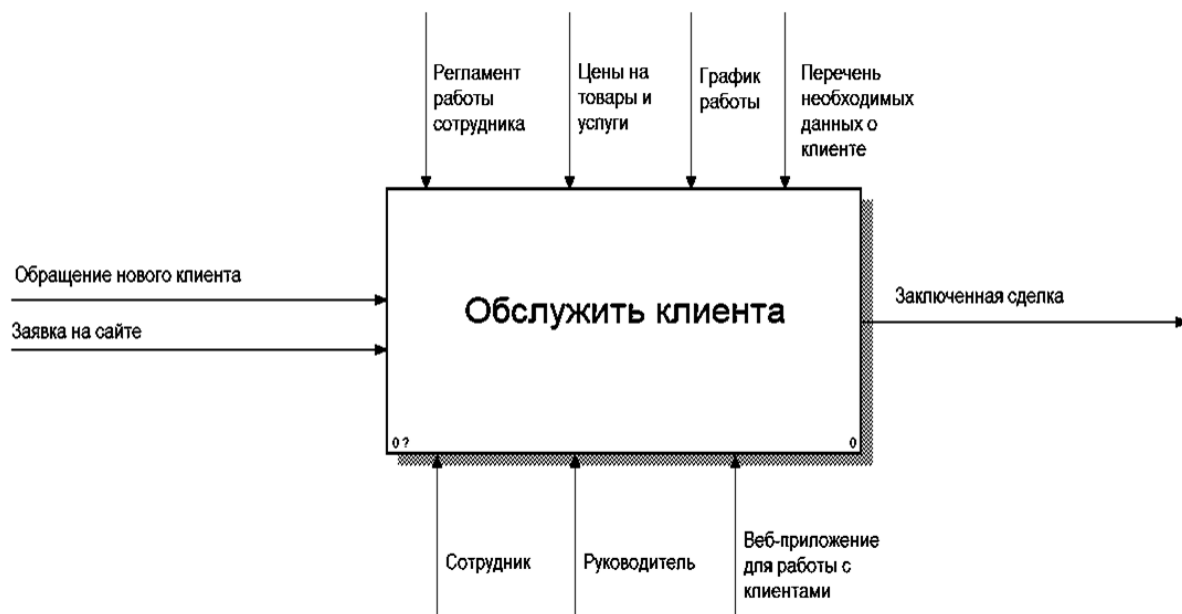 Регламент
работы
сотрудника
Цены на
товары и
услуги
График
работы
Перечень
необходимых
данных о
клиенте
Обращение нового клиента
Заявка на сайте
Обслужить клиента
Заключенная сделка
0 ?
0
Сотрудник
Руководитель
Веб-приложение
для работы с
клиентами